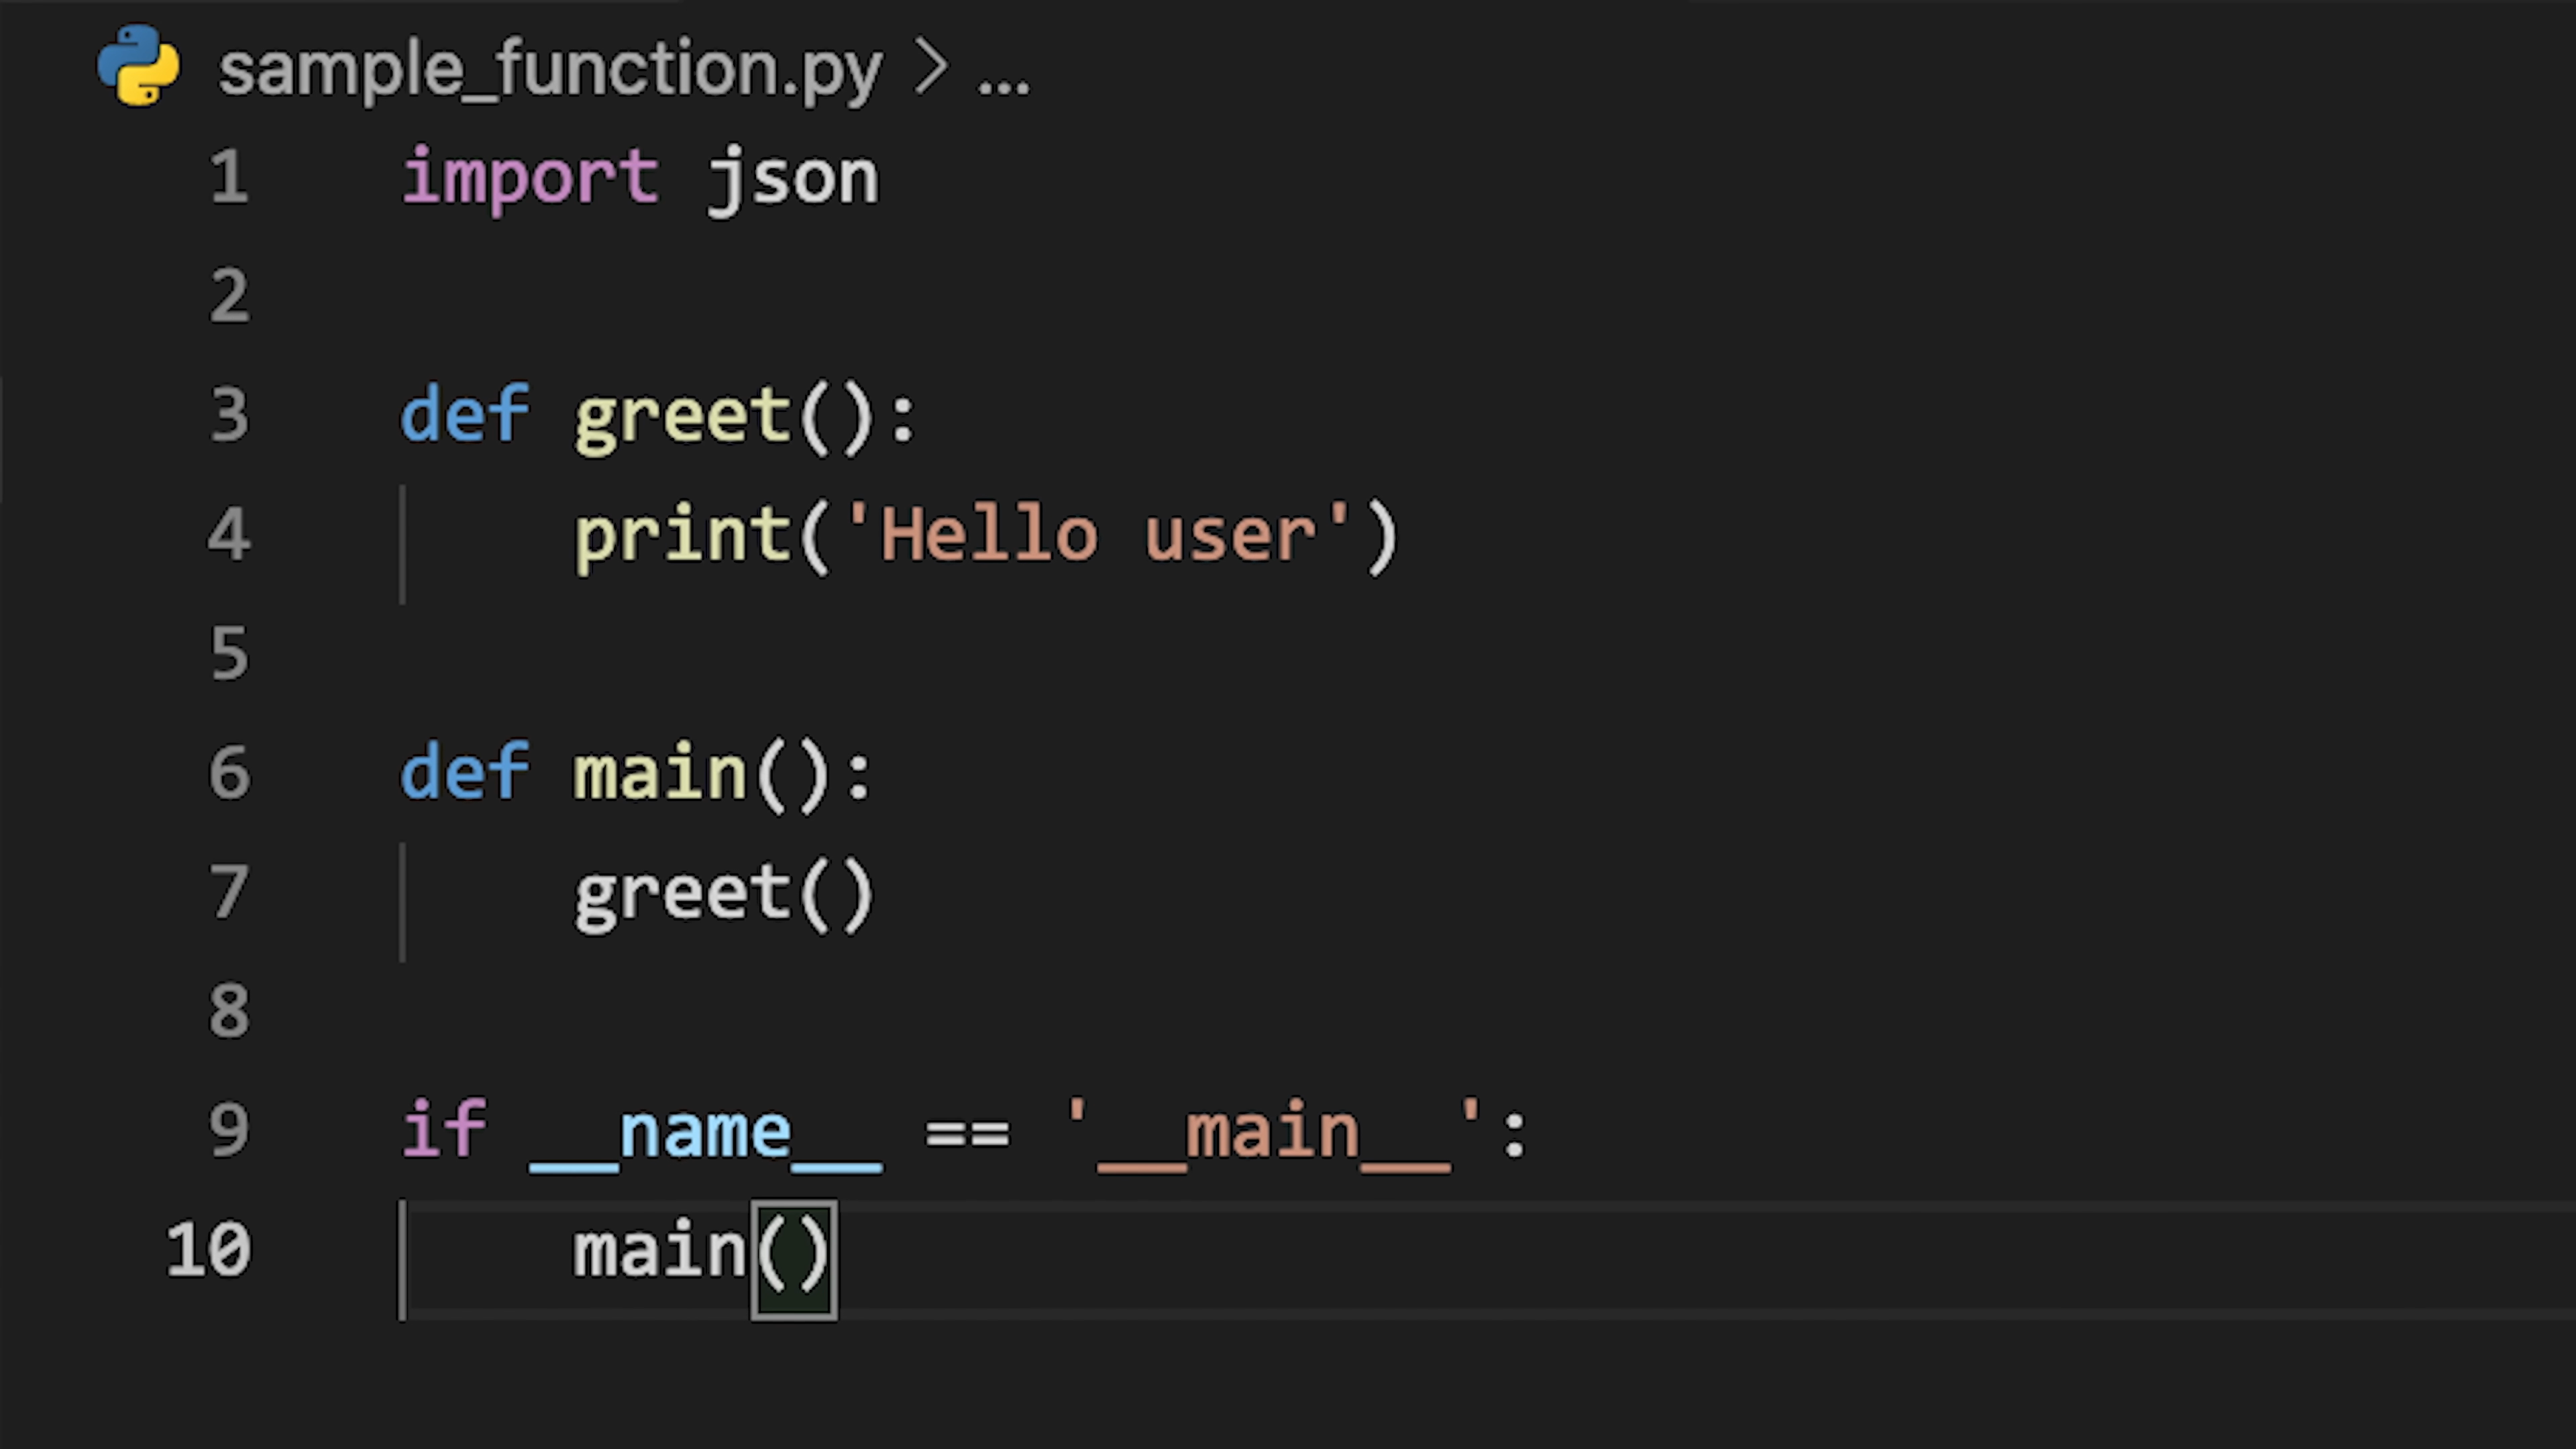 sample_function.py > ...
1 import json
2
3 def greet():
4     print('Hello user')
5
6 def main():
7     greet()
8
9 if __name__ == '__main__':
10     main()